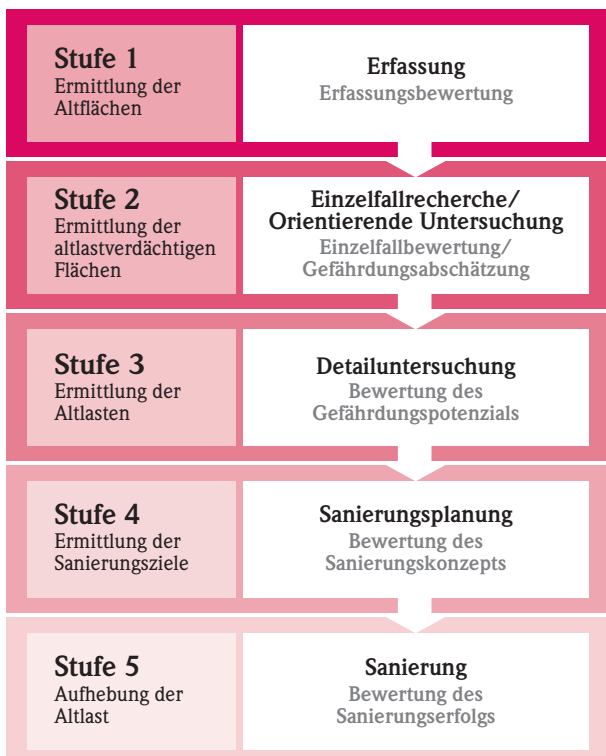 Stufe 1
Ermittlung der
Altflächen
Erfassung
Erfassungsbewertung
Stufe 2
Ermittlung der
altlastverdächtigen
Flächen
Einzelfallrecherche/
Orientierende Untersuchung
Einzelfallbewertung/
Gefährdungsabschätzung
Stufe 3
Ermittlung der
Altlasten
Detailuntersuchung
Bewertung des
Gefährdungspotenzials
Stufe 4
Ermittlung der
Sanierungsziele
Sanierungsplanung
Bewertung des
Sanierungskonzepts
Stufe 5
Aufhebung der
Altlast
Sanierung
Bewertung des
Sanierungserfolgs